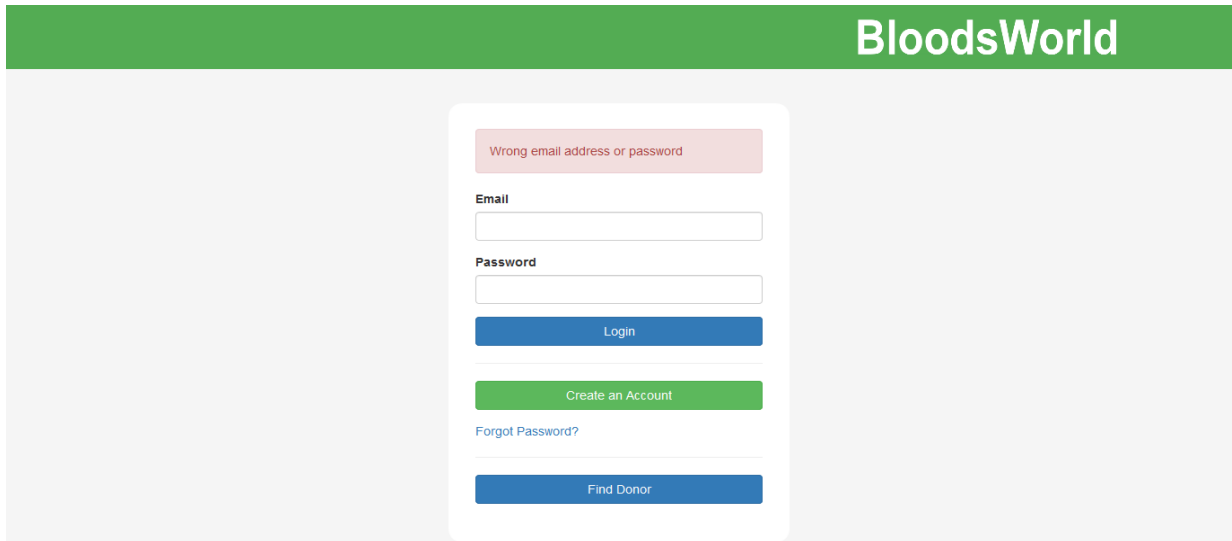 BloodsWorld
Wrong email address or password
Email
Password
Login
Create an Account
Forgot Password?
Find Donor